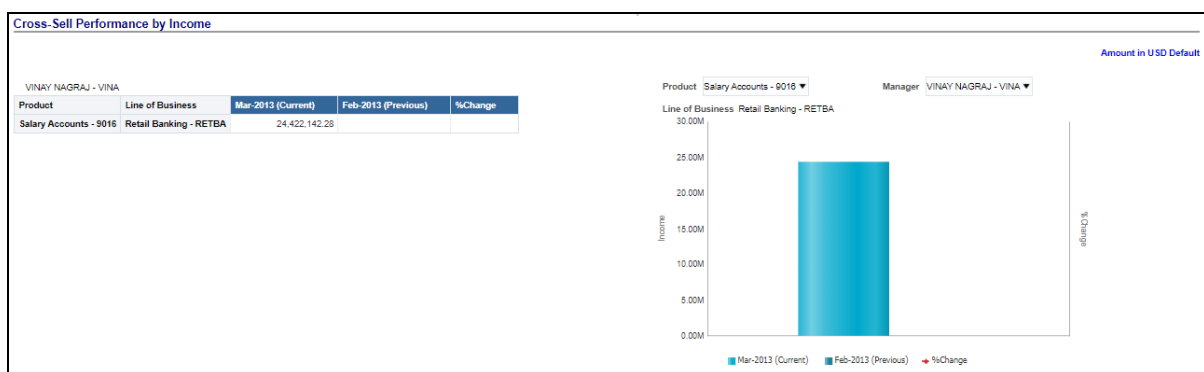 Cross-Sell Performance by Income
Amount in USD Default
VINAY NAGRAJ - VINA
Product Line of Business Mar-2013 (Current) Feb-2013 (Previous) %Change
Salary Accounts - 9016 Retail Banking - RETBA 24,422,142.28
Product Salary Accounts - 9016 Manager VINAY NAGRAJ - VINA
Line of Business Retail Banking - RETBA
30.00M
25.00M
20.00M
15.00M
10.00M
5.00M
0.00M
Income
%Change
Mar-2013 (Current) Feb-2013 (Previous) %Change